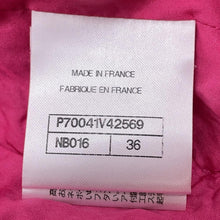 MADE IN FRANCE
FABRIQUE EN FRANCE
P70041V42569
NB016 36